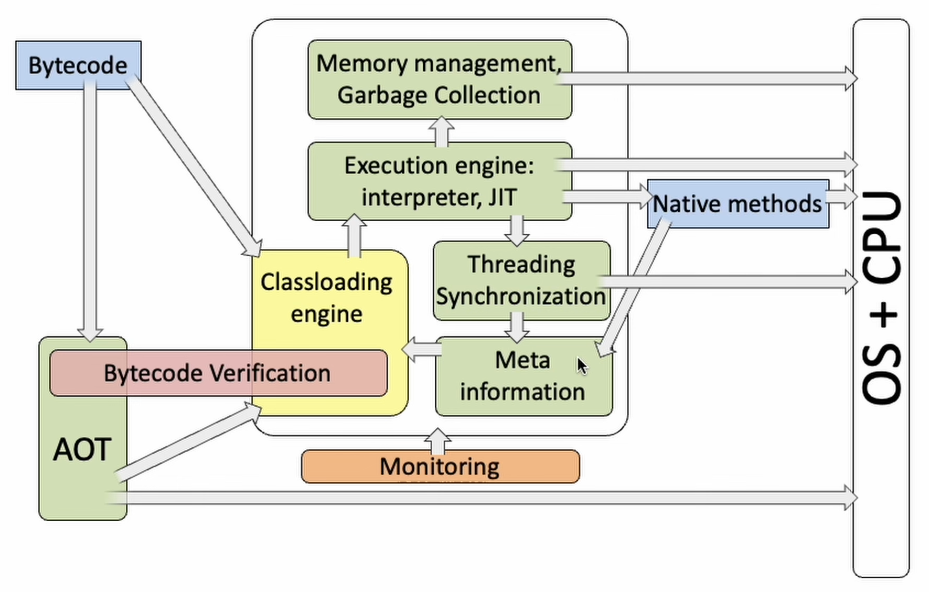 Bytecode
Memory management,
Garbage Collection
Execution engine:
interpreter, JIT
Native methods
Classloading
engine
Threading
Synchronization
Meta
information
Bytecode Verification
AOT
Monitoring
OS + CPU